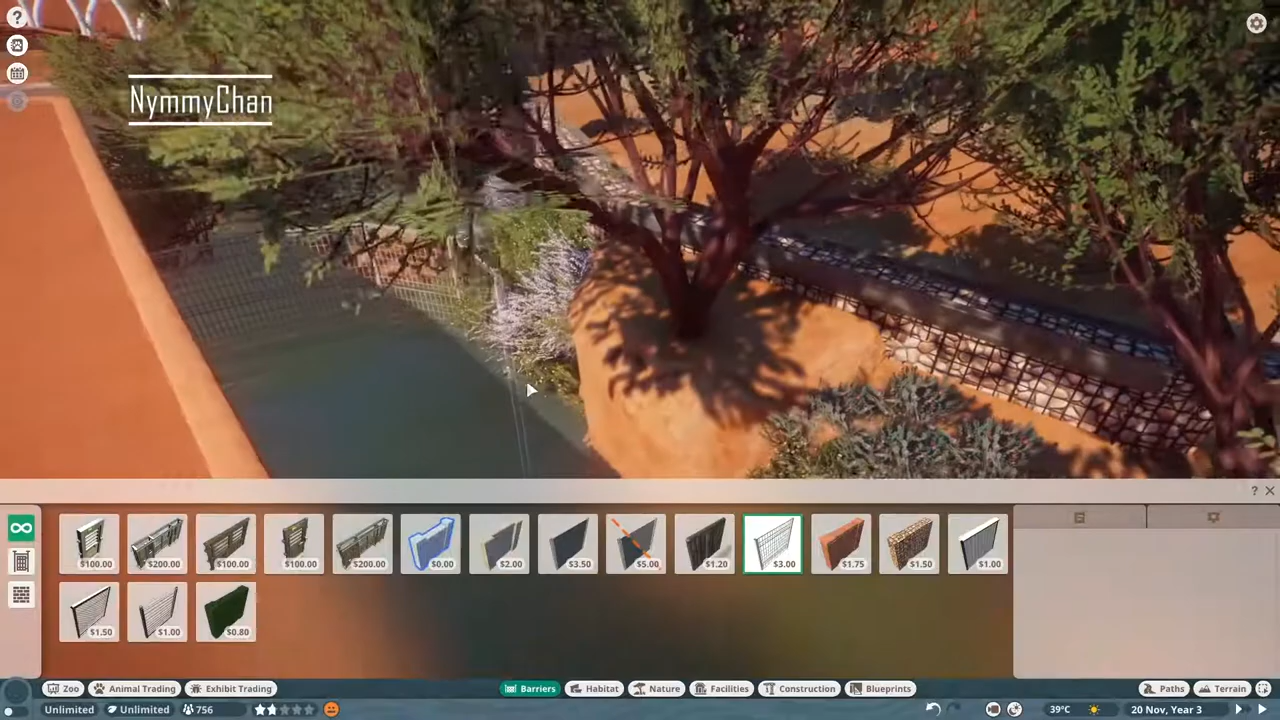 ?
NymmyChan
?
$100.00 $200.00 $100.00 $100.00 $200.00 $0.00 $2.00 $3.50 $5.00 $1.20 $3.00 $1.75 $1.50 $1.00
$1.50 $1.00 $0.80
Zoo Animal Trading Exhibit Trading Barriers Habitat Nature Facilities Construction Blueprints Paths Terrain
Unlimited Unlimited 756 39°C 20 Nov, Year 3